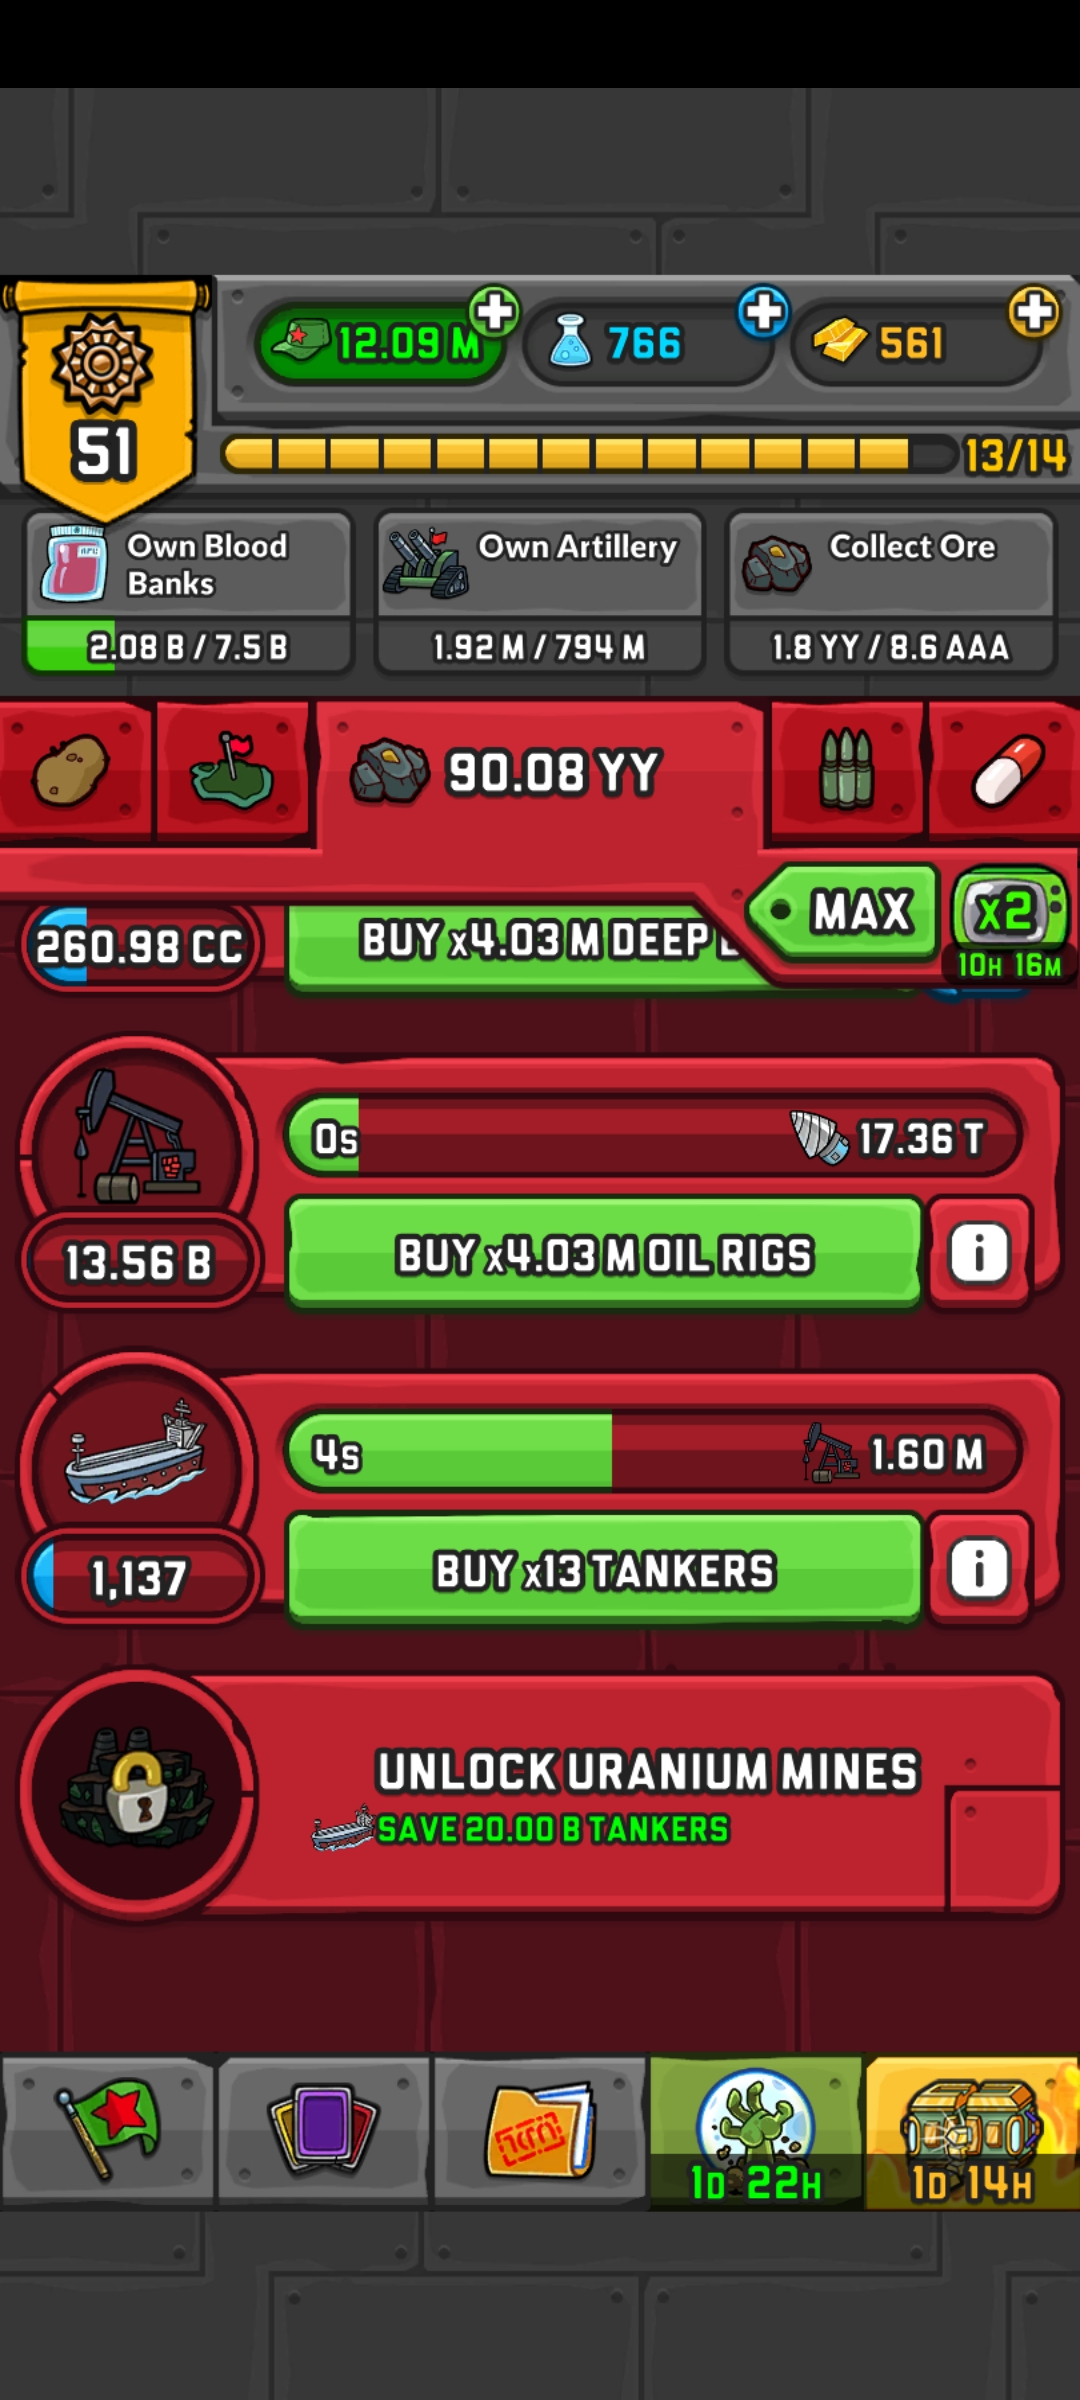 12.09 M
766
561
51
13/14
Own Blood
Banks
2.08 B / 7.5 B
Own Artillery
1.92 M / 794 M
Collect Ore
1.8 YY / 8.6 AAA
90.08 YY
MAX
x2
10H 16M
260.98 CC
BUY x4.03 M DEEP
0s
17.36 T
13.56 B
BUY x4.03 M OIL RIGS
i
4s
1.60 M
1,137
BUY x13 TANKERS
i
UNLOCK URANIUM MINES
SAVE 20.00 B TANKERS
1D 22H
1D 14H